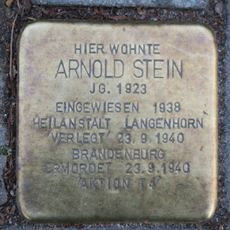 HIER WOHNTE
ARNOLD STEIN
JG. 1923
EINGEWIESEN 1938
HEILANSTALT LANGENHORN
"VERLEGT" 23.9.1940
BRANDENBURG
ERMORDET 23.9.1940
"AKTION T4"